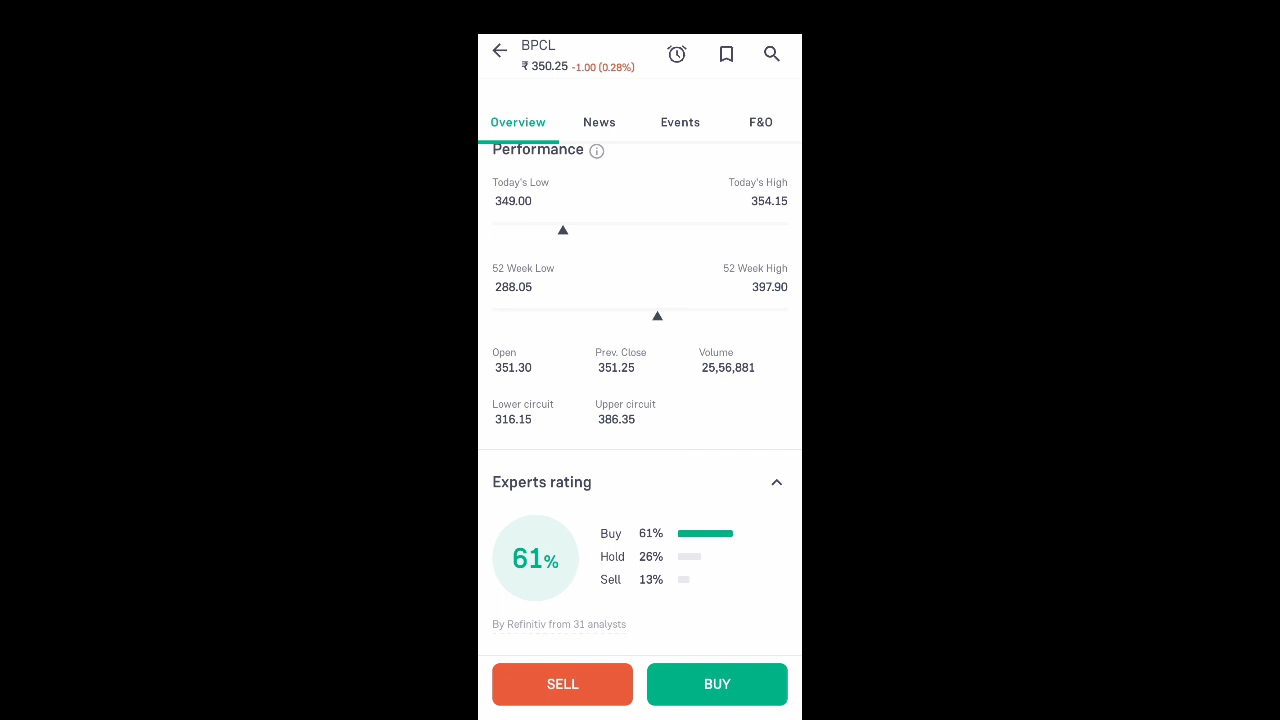 BPCL
₹ 350.25 -1.00 (0.28%)
Overview News Events F&O
Performance
Today's Low Today's High
349.00 354.15
52 Week Low 52 Week High
288.05 397.90
Open Prev. Close Volume
351.30 351.25 25,56,881
Lower circuit Upper circuit
316.15 386.35
Experts rating
61%
Buy 61%
Hold 26%
Sell 13%
By Refinitiv from 31 analysts
SELL BUY